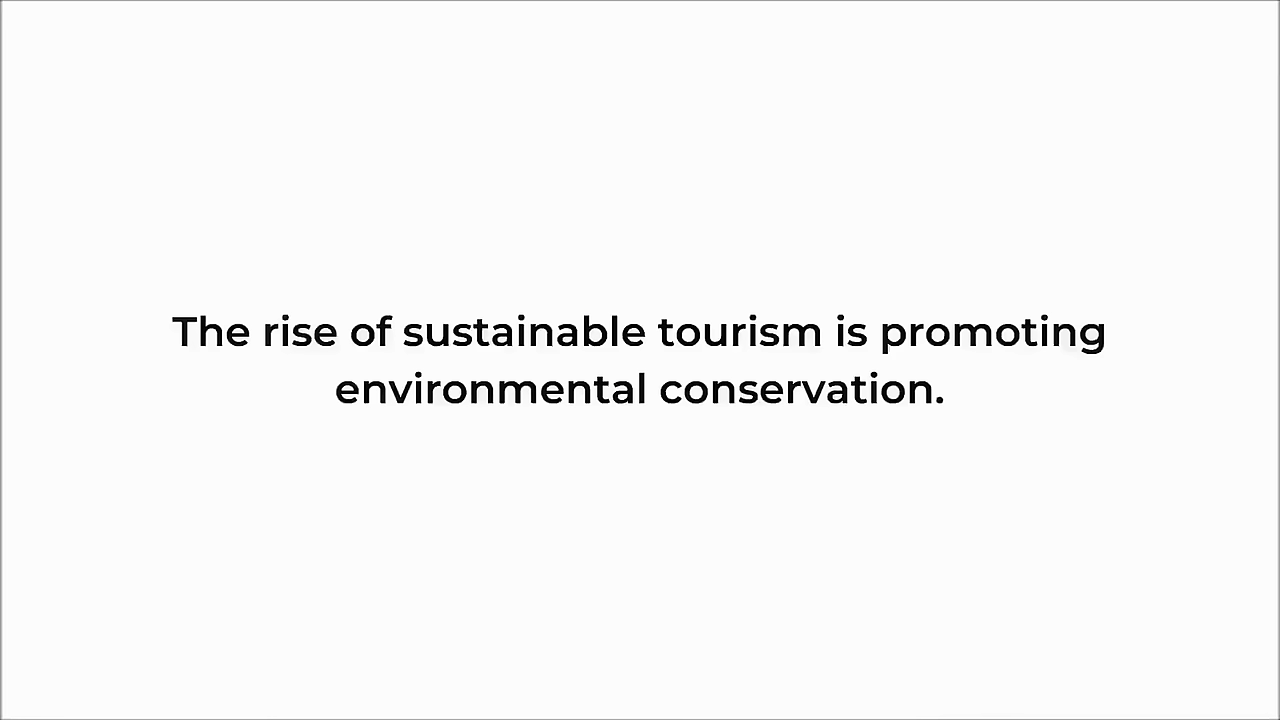 The rise of sustainable tourism is promoting
environmental conservation.